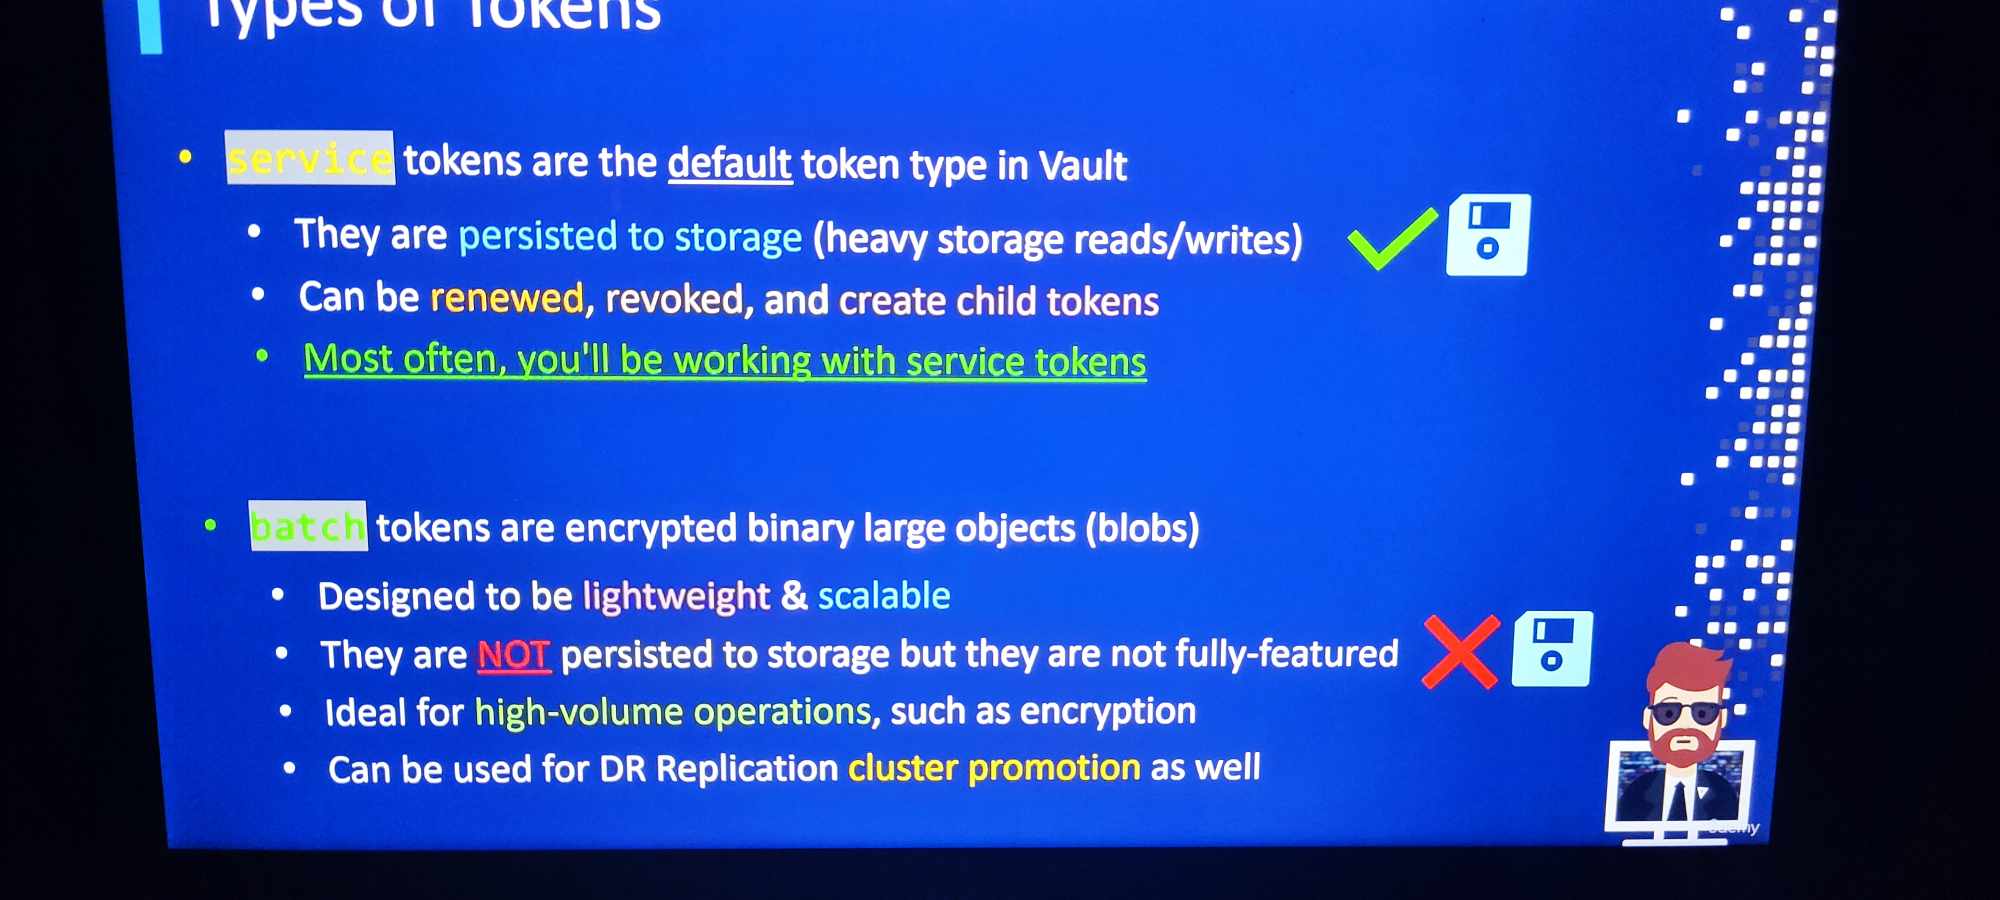 Types of Tokens
• service tokens are the default token type in Vault
• They are persisted to storage (heavy storage reads/writes)
• Can be renewed, revoked, and create child tokens
• Most often, you'll be working with service tokens
• batch tokens are encrypted binary large objects (blobs)
• Designed to be lightweight & scalable
• They are NOT persisted to storage but they are not fully-featured
• Ideal for high-volume operations, such as encryption
• Can be used for DR Replication cluster promotion as well
Udemy